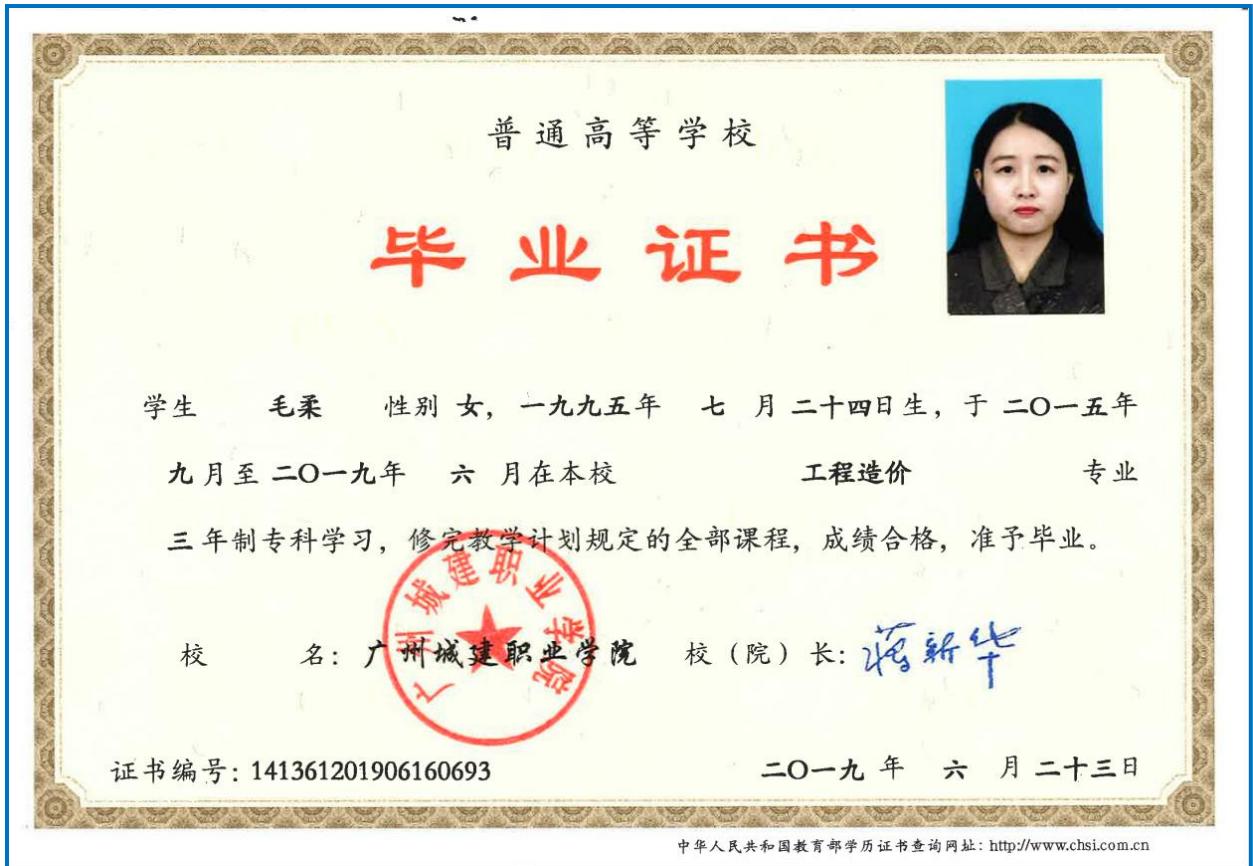 普通高等学校
毕业证书
学生 毛柔 性别 女，一九九五年 七 月 二十四日生，于 二〇一五年
九月至 二〇一九年 六 月在本校 工程造价 专业
三 年制专科学习，修完教学计划规定的全部课程，成绩合格，准予毕业。
广州城建职业学院
校 名：广州城建职业学院 校（院）长：蒋新华
证书编号：141361201906160693 二〇一九 年 六 月 二十三日
中华人民共和国教育部学历证书查询网址：http://www.chsi.com.cn